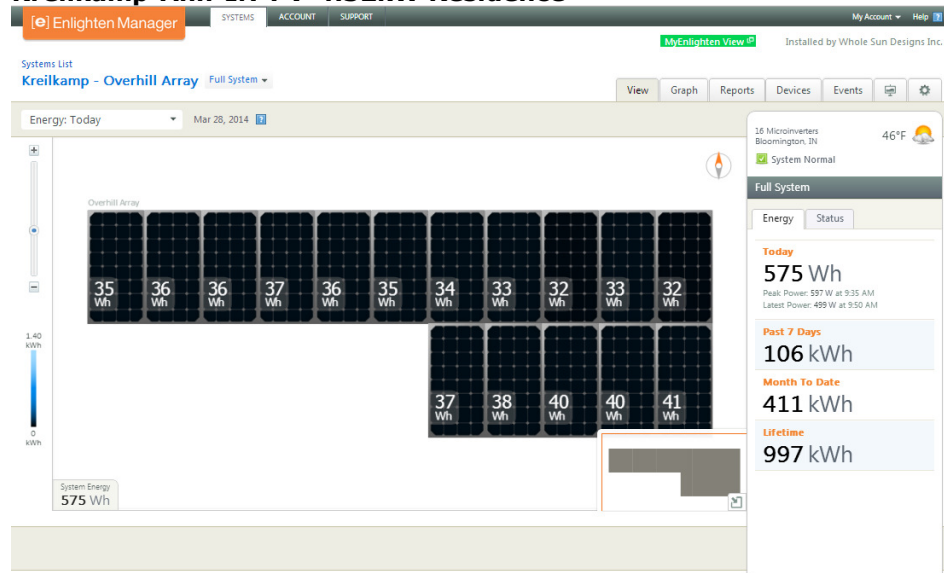 [e] Enlighten Manager
SYSTEMS ACCOUNT SUPPORT
My Account Help ?
MyEnlighten View
Installed by Whole Sun Designs Inc.
Systems List
Kreilkamp - Overhill Array Full System
View Graph Reports Devices Events
Energy: Today
Mar 28, 2014 ?
16 Microinverters
Bloomington, IN
46°F
System Normal
Full System
Energy Status
Today
575 Wh
Peak Power: 597 W at 9:35 AM
Latest Power: 499 W at 9:50 AM
Past 7 Days
106 kWh
Month To Date
411 kWh
Lifetime
997 kWh
Overhill Array
35 Wh
36 Wh
36 Wh
37 Wh
36 Wh
35 Wh
34 Wh
33 Wh
32 Wh
33 Wh
32 Wh
37 Wh
38 Wh
40 Wh
40 Wh
41 Wh
1.40
kWh
0
kWh
System Energy
575 Wh